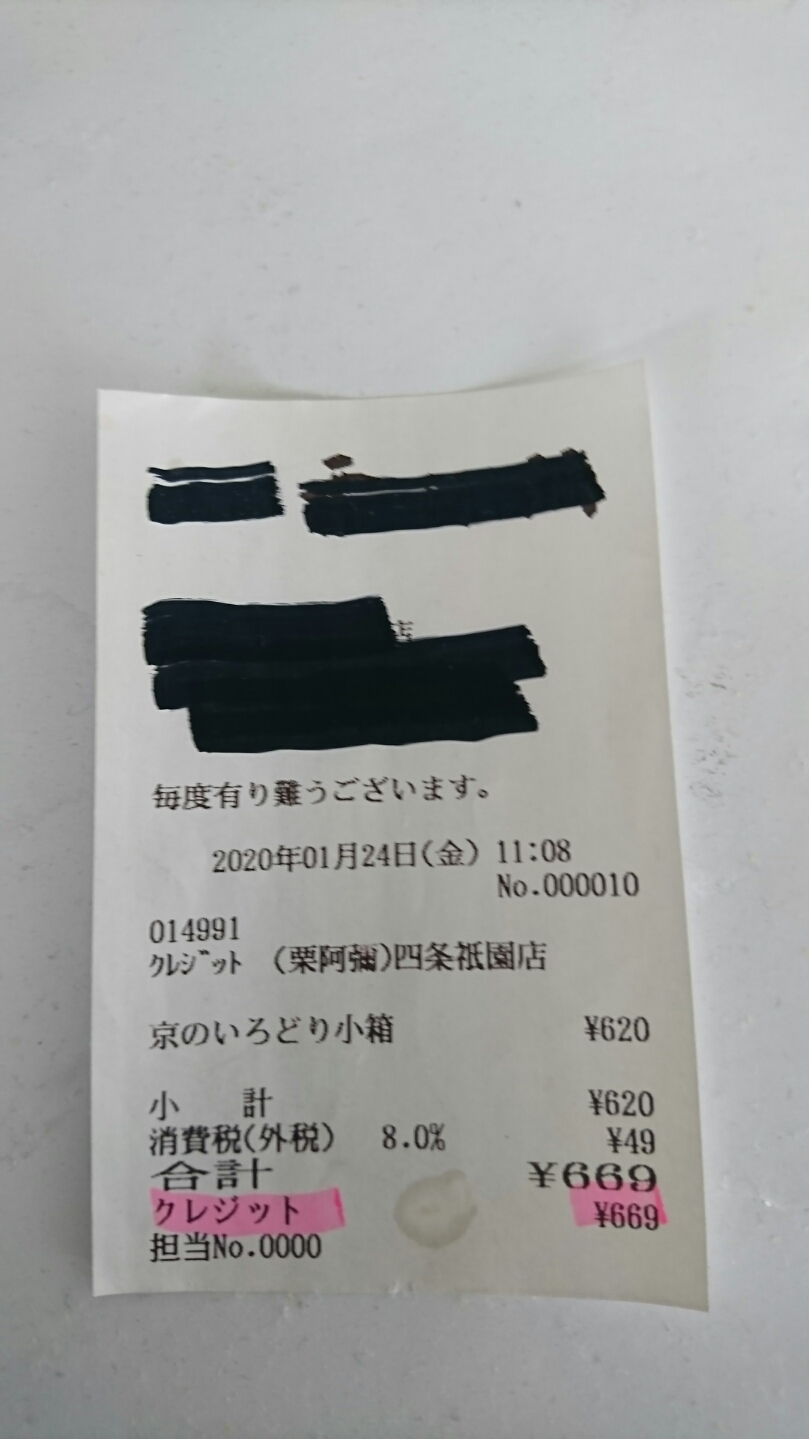 店
毎度有り難うございます。
2020年01月24日(金) 11:08
No.000010
014991
ｸﾚｼﾞｯﾄ (栗阿彌)四条祇園店
京のいろどり小箱 ¥620
小　計 ¥620
消費税(外税) 8.0% ¥49
合計 ¥669
クレジット ¥669
担当No.0000